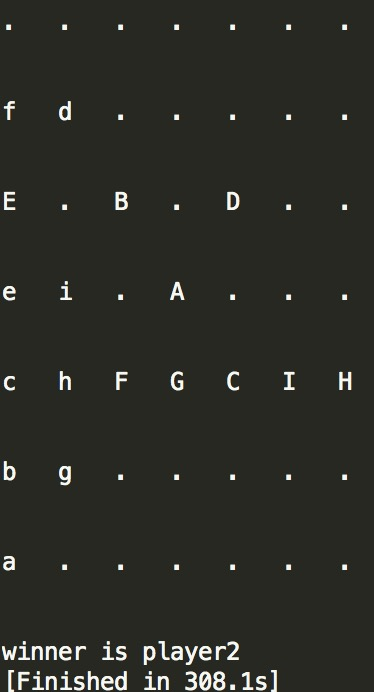 . . . . . . .
f d . . . . .
E . B . D . .
e i . A . . .
c h F G C I H
b g . . . . .
a . . . . . .
winner is player2
[Finished in 308.1s]